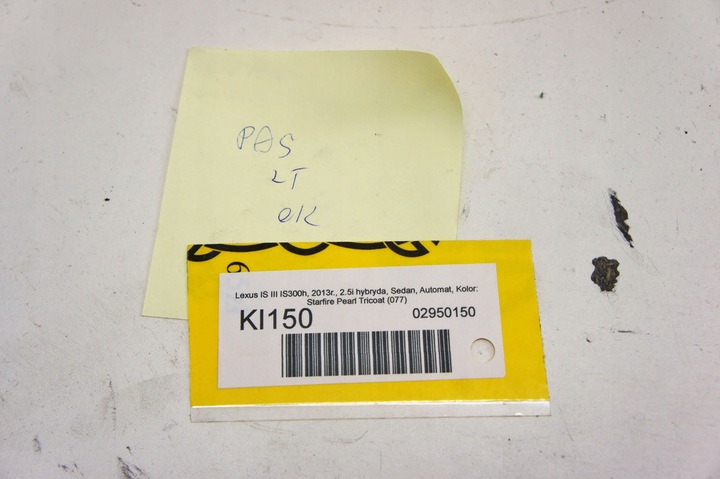 PAS
LT
OK
Lexus IS III IS300h, 2013r., 2.5i hybryda, Sedan, Automat, Kolor:
Starfire Pearl Tricoat (077)
KI150
02950150